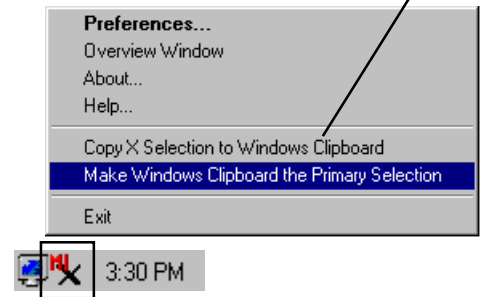 Preferences...
Overview Window
About...
Help...
Copy X Selection to Windows Clipboard
Make Windows Clipboard the Primary Selection
Exit
MI X 3:30 PM